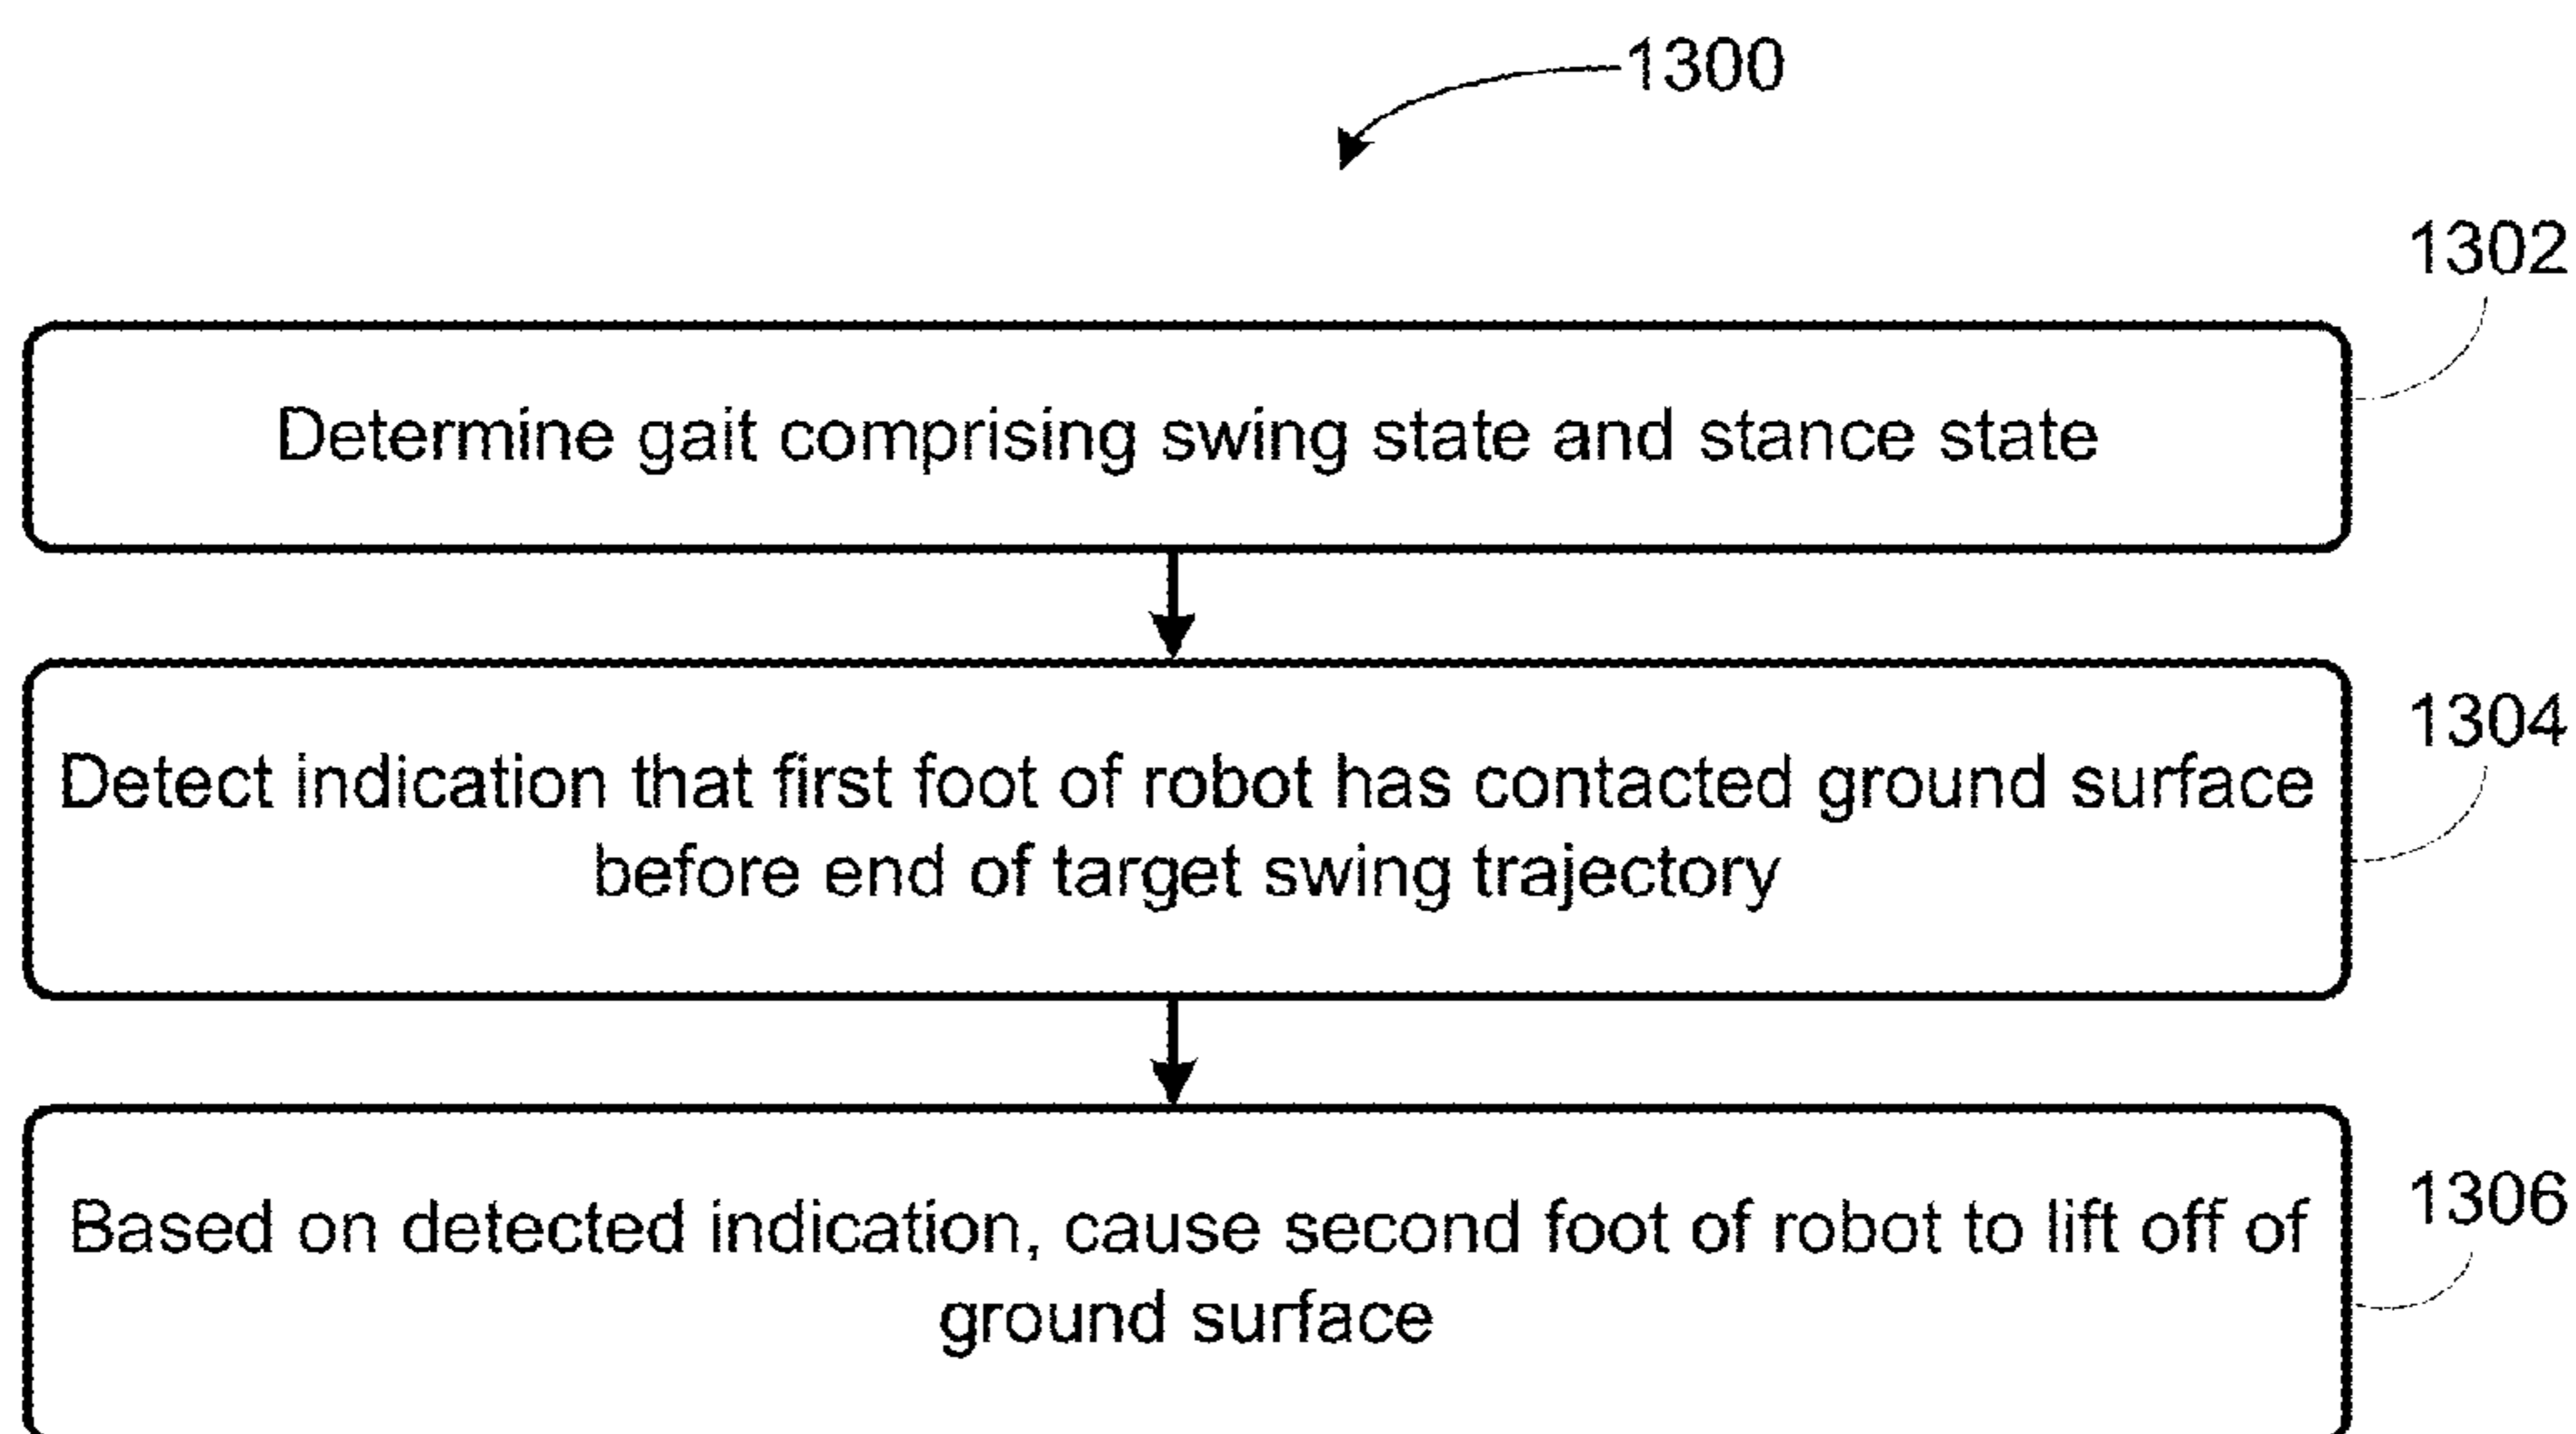 1300
1302
Determine gait comprising swing state and stance state
1304
Detect indication that first foot of robot has contacted ground surface
before end of target swing trajectory
1306
Based on detected indication, cause second foot of robot to lift off of
ground surface